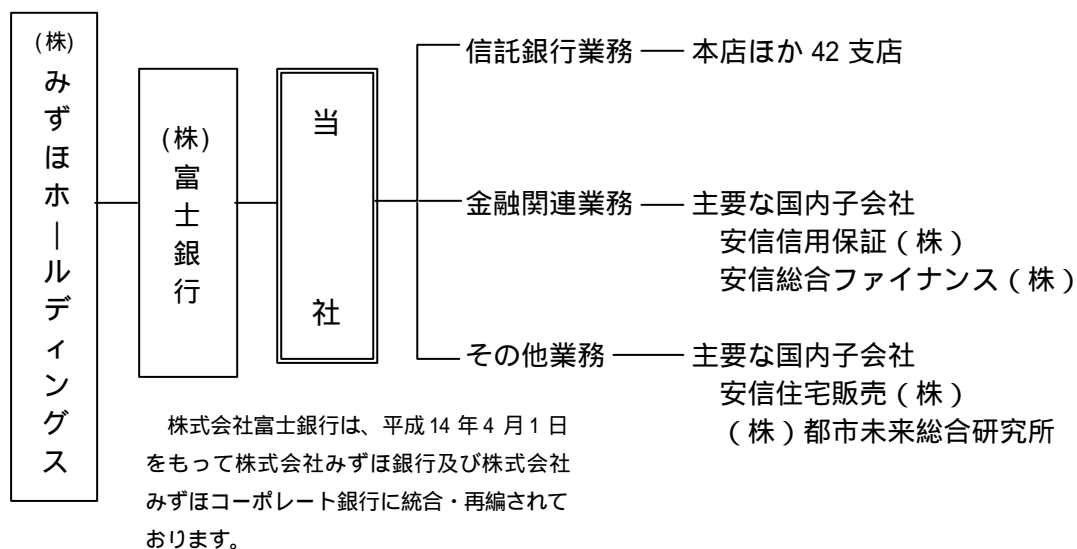 (株)みずほホールディングス
(株)富士銀行
当社
信託銀行業務
本店ほか 42 支店
金融関連業務
主要な国内子会社
安信信用保証（株）
安信総合ファイナンス（株）
その他業務
主要な国内子会社
安信住宅販売（株）
（株）都市未来総合研究所
株式会社富士銀行は、平成 14 年 4 月 1 日
をもって株式会社みずほ銀行及び株式会社
みずほコーポレート銀行に統合・再編されて
おります。